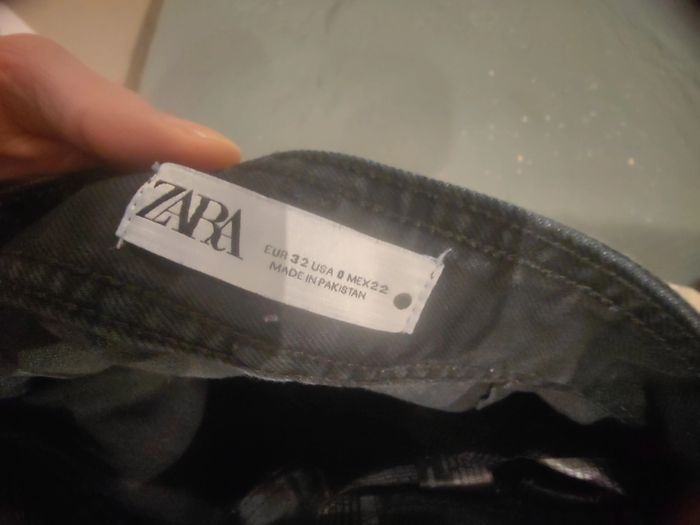 ZARA
EUR 32 USA 0 MEX 22
MADE IN PAKISTAN